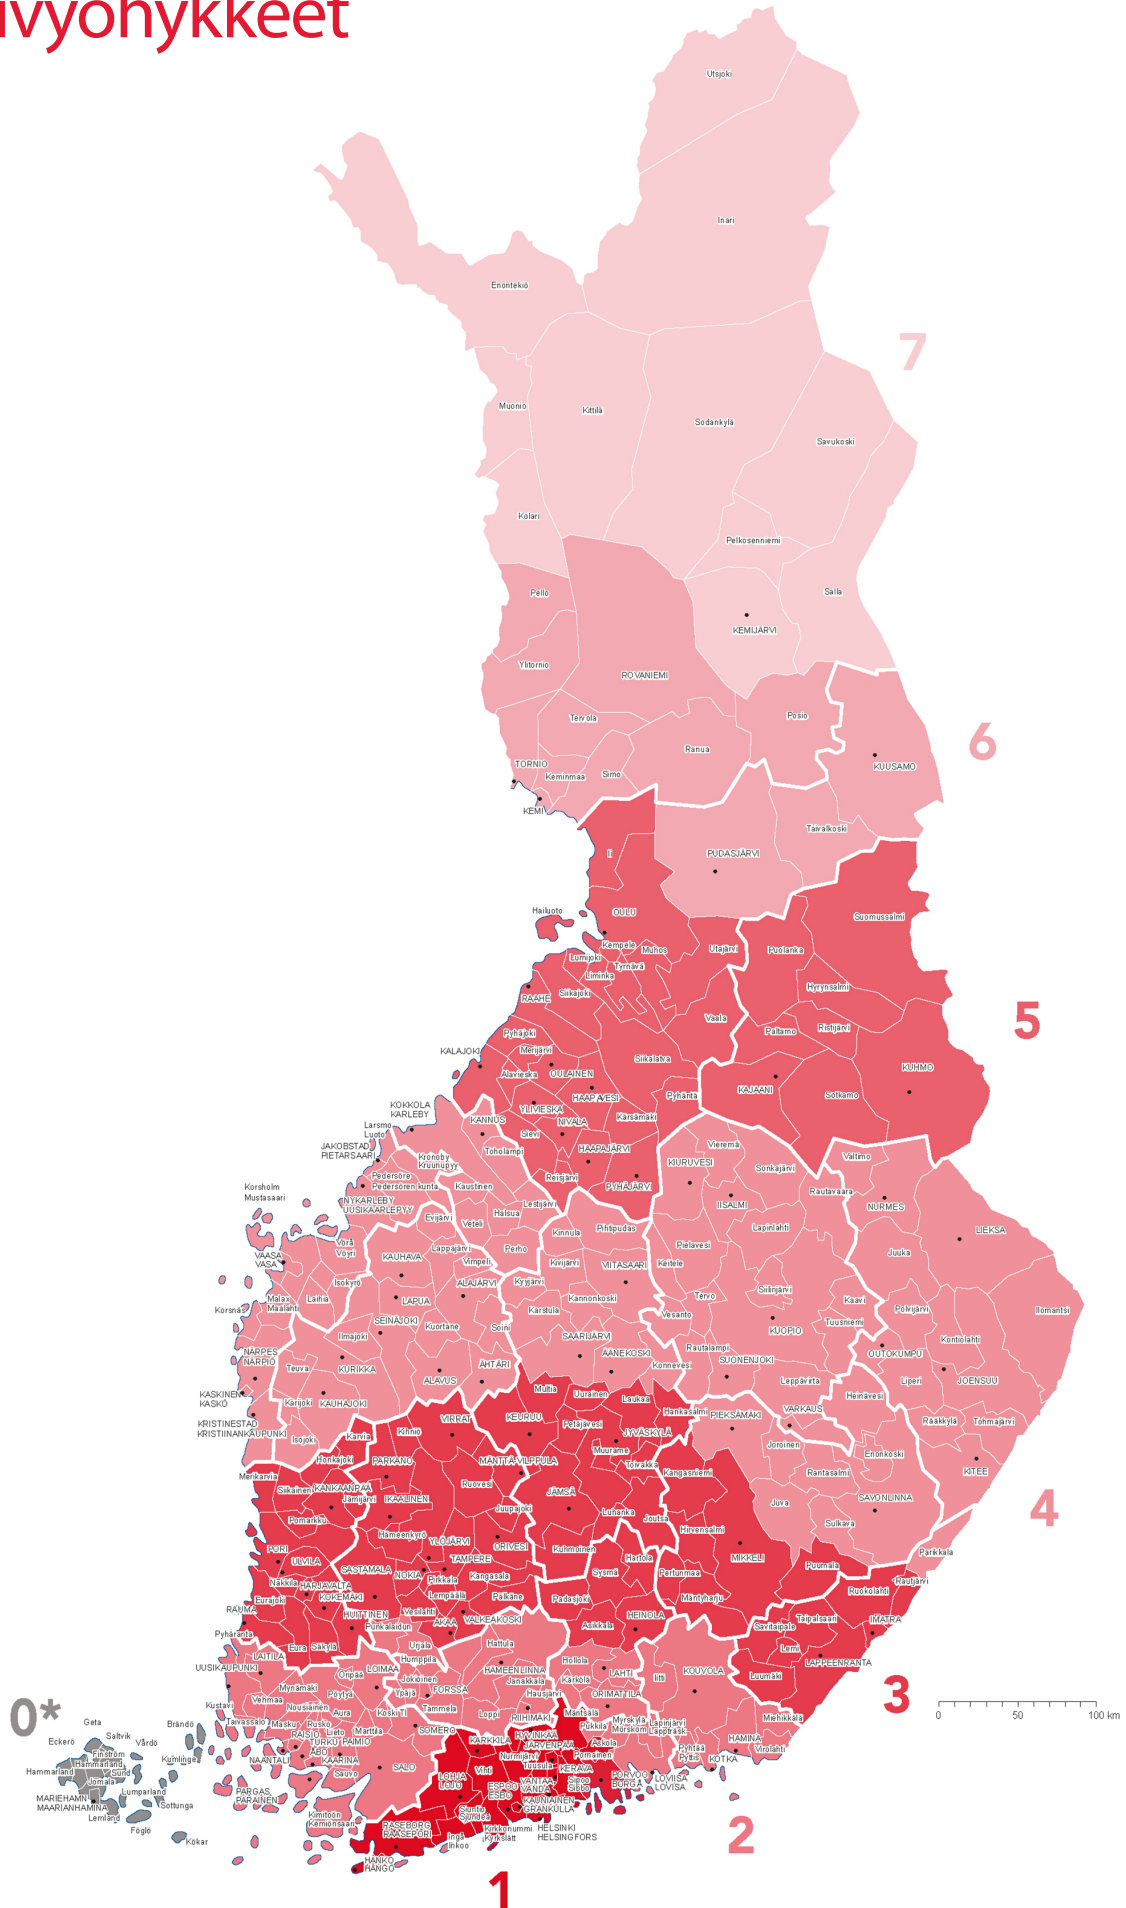 ivyöhykkeet
Utsjoki
Inari
Enontekiö
7
Muonio
Kittilä
Sodankylä
Savukoski
Kolari
Pelkosenniemi
Pello
Salla
KEMIJÄRVI
Ylitornio
ROVANIEMI
Tervola
Posio
6
Ranua
KUUSAMO
TORNIO
Keminmaa
Simo
KEMI
Taivalkoski
Ii
PUDASJÄRVI
Hailuoto
OULU
Suomussalmi
Kempele
Muhos
Utajärvi
Puolanka
Lumijoki
Tyrnävä
Liminka
Hyrynsalmi
RAAHE
Siikajoki
Vaala
5
Pyhäjoki
Paltamo
Ristijärvi
KALAJOKI
Merijärvi
Siikalatva
Alavieska
OULAINEN
KUHMO
KAJAANI
Sotkamo
HAAPAVESI
Pyhäntä
KOKKOLA
KARLEBY
YLIVIESKA
Kärsämäki
KANNUS
NIVALA
Larsmo
Luoto
Sievi
JAKOBSTAD
PIETARSAARI
Toholampi
HAAPAJÄRVI
Vieremä
Kronoby
Kruunupyy
KIURUVESI
Sonkajärvi
Valtimo
Pedersöre
Pedersören kunta
Kaustinen
Reisjärvi
PYHÄJÄRVI
Rautavaara
Korsholm
Mustasaari
NYKARLEBY
UUSIKAARLEPYY
Halsua
Lestijärvi
IISALMI
NURMES
Evijärvi
Veteli
Kinnula
Pihtipudas
Lapinlahti
LIEKSA
Vörå
Vöyri
Lappajärvi
Perho
Pielavesi
Juuka
VAASA
VASA
KAUHAVA
Vimpeli
Kivijärvi
VIITASAARI
Keitele
Isokyrö
ALAJÄRVI
Kyyjärvi
Siilinjärvi
Malax
Maalahti
Laihia
LAPUA
Kannonkoski
Tervo
Kaavi
Korsnäs
Karstula
Vesanto
Polvijärvi
Ilomantsi
SEINÄJOKI
Kuortane
Soini
Tuusniemi
KUOPIO
Ilmajoki
SAARIJÄRVI
Kontiolahti
NÄRPES
NÄRPIÖ
ÄÄNEKOSKI
Rautalampi
OUTOKUMPU
Teuva
KURIKKA
ÄHTÄRI
Konnevesi
SUONENJOKI
ALAVUS
Leppävirta
Liperi
JOENSUU
KASKINEN
KASKÖ
Karijoki
KAUHAJOKI
Multia
Uurainen
Laukaa
Heinävesi
Hankasalmi
VARKAUS
KRISTINESTAD
KRISTIINANKAUPUNKI
VIRRAT
KEURUU
PIEKSÄMÄKI
Rääkkylä
Tohmajärvi
Petäjävesi
Isojoki
Karvia
Kihniö
JYVÄSKYLÄ
Joroinen
Muurame
Enonkoski
Honkajoki
PARKANO
MÄNTTÄ-VILPPULA
Toivakka
Rantasalmi
KITEE
Merikarvia
Kangasniemi
Siikainen
KANKAANPÄÄ
Ruovesi
JÄMSÄ
Jämijärvi
IKAALINEN
Juva
SAVONLINNA
4
Juupajoki
Luhanka
Joutsa
Pomarkku
Sulkava
Hämeenkyrö
Hirvensalmi
YLÖJÄRVI
ORIVESI
Kuhmoinen
Parikkala
PORI
ULVILA
TAMPERE
Hartola
MIKKELI
SASTAMALA
Puumala
NOKIA
Pirkkala
Kangasala
Sysmä
Pertunmaa
Rautjärvi
Nakkila
HARJAVALTA
Ruokolahti
Eurajoki
KOKEMÄKI
Lempäälä
Pälkäne
Padasjoki
Mäntyharju
RAUMA
HUITTINEN
Vesilahti
HEINOLA
Taipalsaari
IMATRA
AKAA
VALKEAKOSKI
Punkalaidun
Asikkala
Savitaipale
Pyhäranta
Eura
Säkylä
Urjala
Hattula
Lemi
LAITILA
Humppila
Hollola
LAPPEENRANTA
UUSIKAUPUNKI
LOIMAA
HÄMEENLINNA
LAHTI
KOUVOLA
Oripää
Jokioinen
Janakkala
Kärkölä
Iitti
Luumäki
Mynämäki
Ypäjä
FORSSA
3
Pöytyä
Hausjärvi
ORIMATTILA
Vehmaa
Kustavi
Nousiainen
Aura
Koski Tl
Tammela
Loppi
Mäntsälä
Miehikkälä
0*
RIIHIMÄKI
Myrskylä
Mörskom
Lapinjärvi
Lappträsk
0
50
100 km
Geta
Brändö
Taivassalo
Masku
Rusko
Lieto
Marttila
SOMERO
Pukkila
RAISIO
HYVINKÄÄ
Askola
HAMINA
Saltvik
TURKU
ÅBO
PAIMIO
KARKKILA
JÄRVENPÄÄ
Eckerö
Vårdö
Pornainen
Pyhtää
Pyttis
Virolahti
Finström
Kumlinge
NAANTALI
KAARINA
Nurmijärvi
KOTKA
Hammarland
Hammarland
SALO
Vihti
Tuusula
KERAVA
Sund
Sauvo
LOHJA
LOJO
VANTAA
VANDA
Sipoo
Sibbo
PORVOO
BORGÅ
LOVIISA
LOVISA
Jomala
ESPOO
ESBO
Lumparland
PARGAS
PARAINEN
MARIEHAMN
MAARIANHAMINA
Sottunga
KAUNIAINEN
GRANKULLA
Siuntio
Sjundeå
Lemland
Kimitoön
Kemiönsaari
2
Föglö
RASEBORG
RAASEPORI
Kirkkonummi
Kyrkslätt
HELSINKI
HELSINGFORS
Kökar
Ingå
Inkoo
HANKO
HANGÖ
1